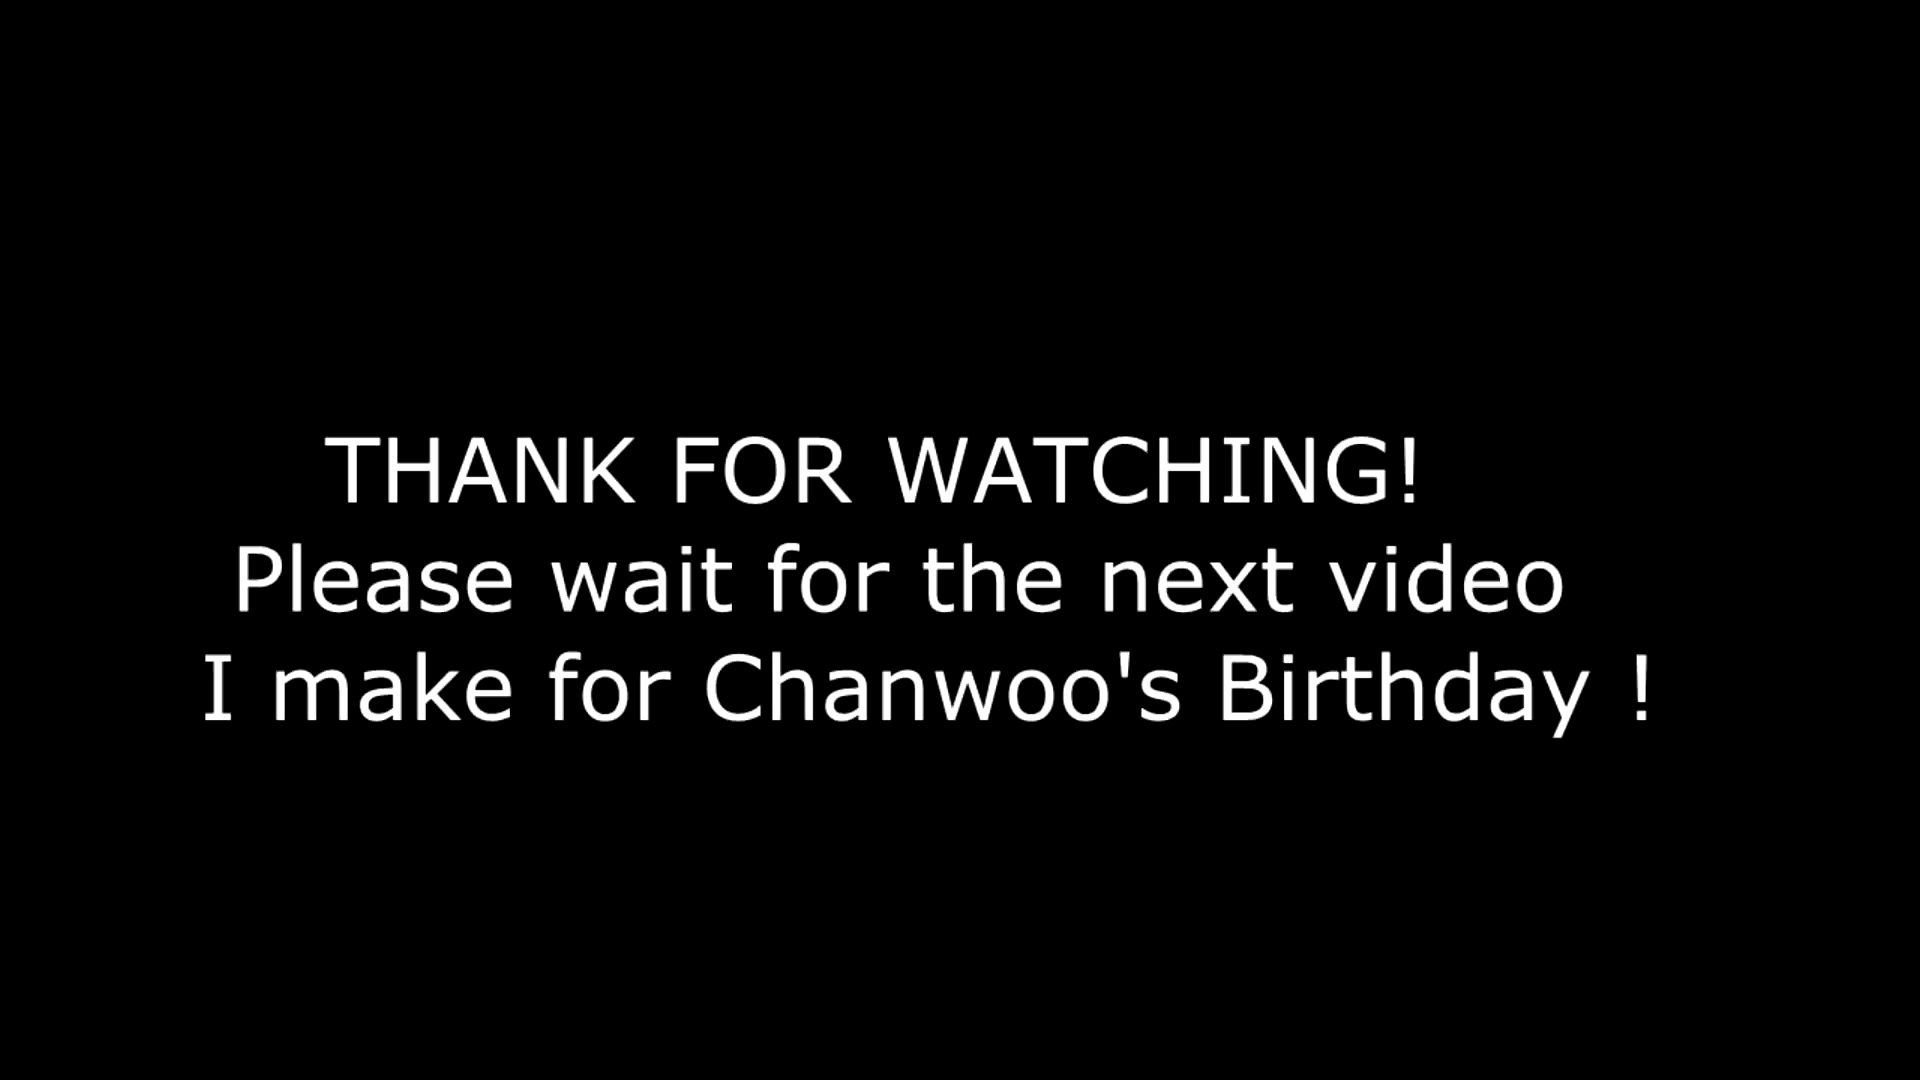 THANK FOR WATCHING!
Please wait for the next video
I make for Chanwoo's Birthday !